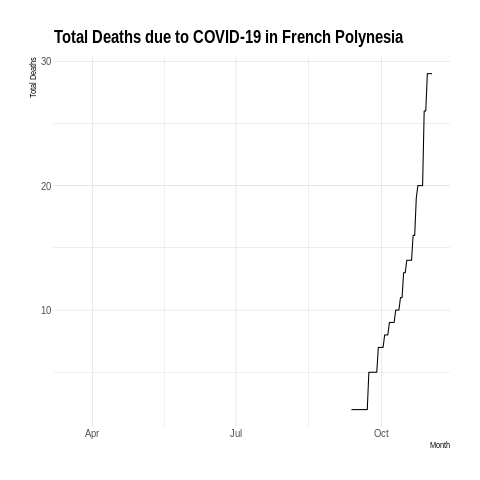 Total Deaths due to COVID-19 in French Polynesia
Total Deaths
30
20
10
Apr Jul Oct
Month